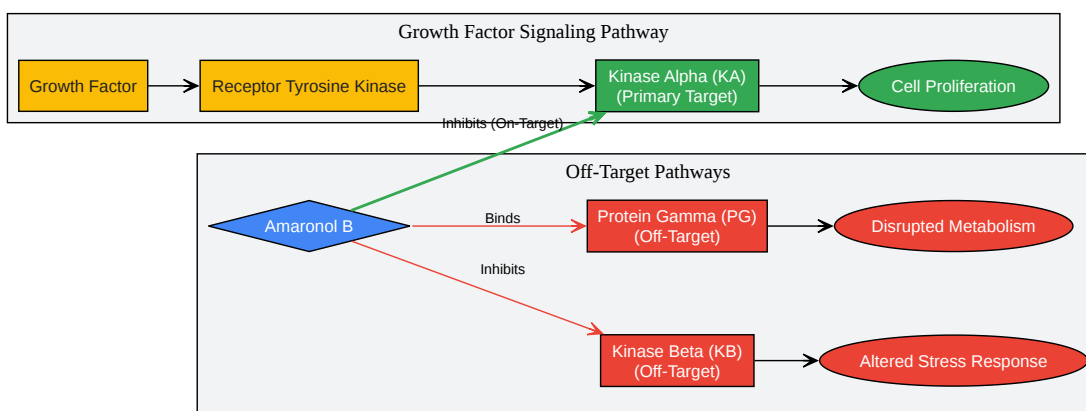 Growth Factor Signaling Pathway
Growth Factor
Receptor Tyrosine Kinase
Kinase Alpha (KA)
(Primary Target)
Cell Proliferation
Inhibits (On-Target)
Off-Target Pathways
Amaronol B
Binds
Protein Gamma (PG)
(Off-Target)
Disrupted Metabolism
Inhibits
Kinase Beta (KB)
(Off-Target)
Altered Stress Response